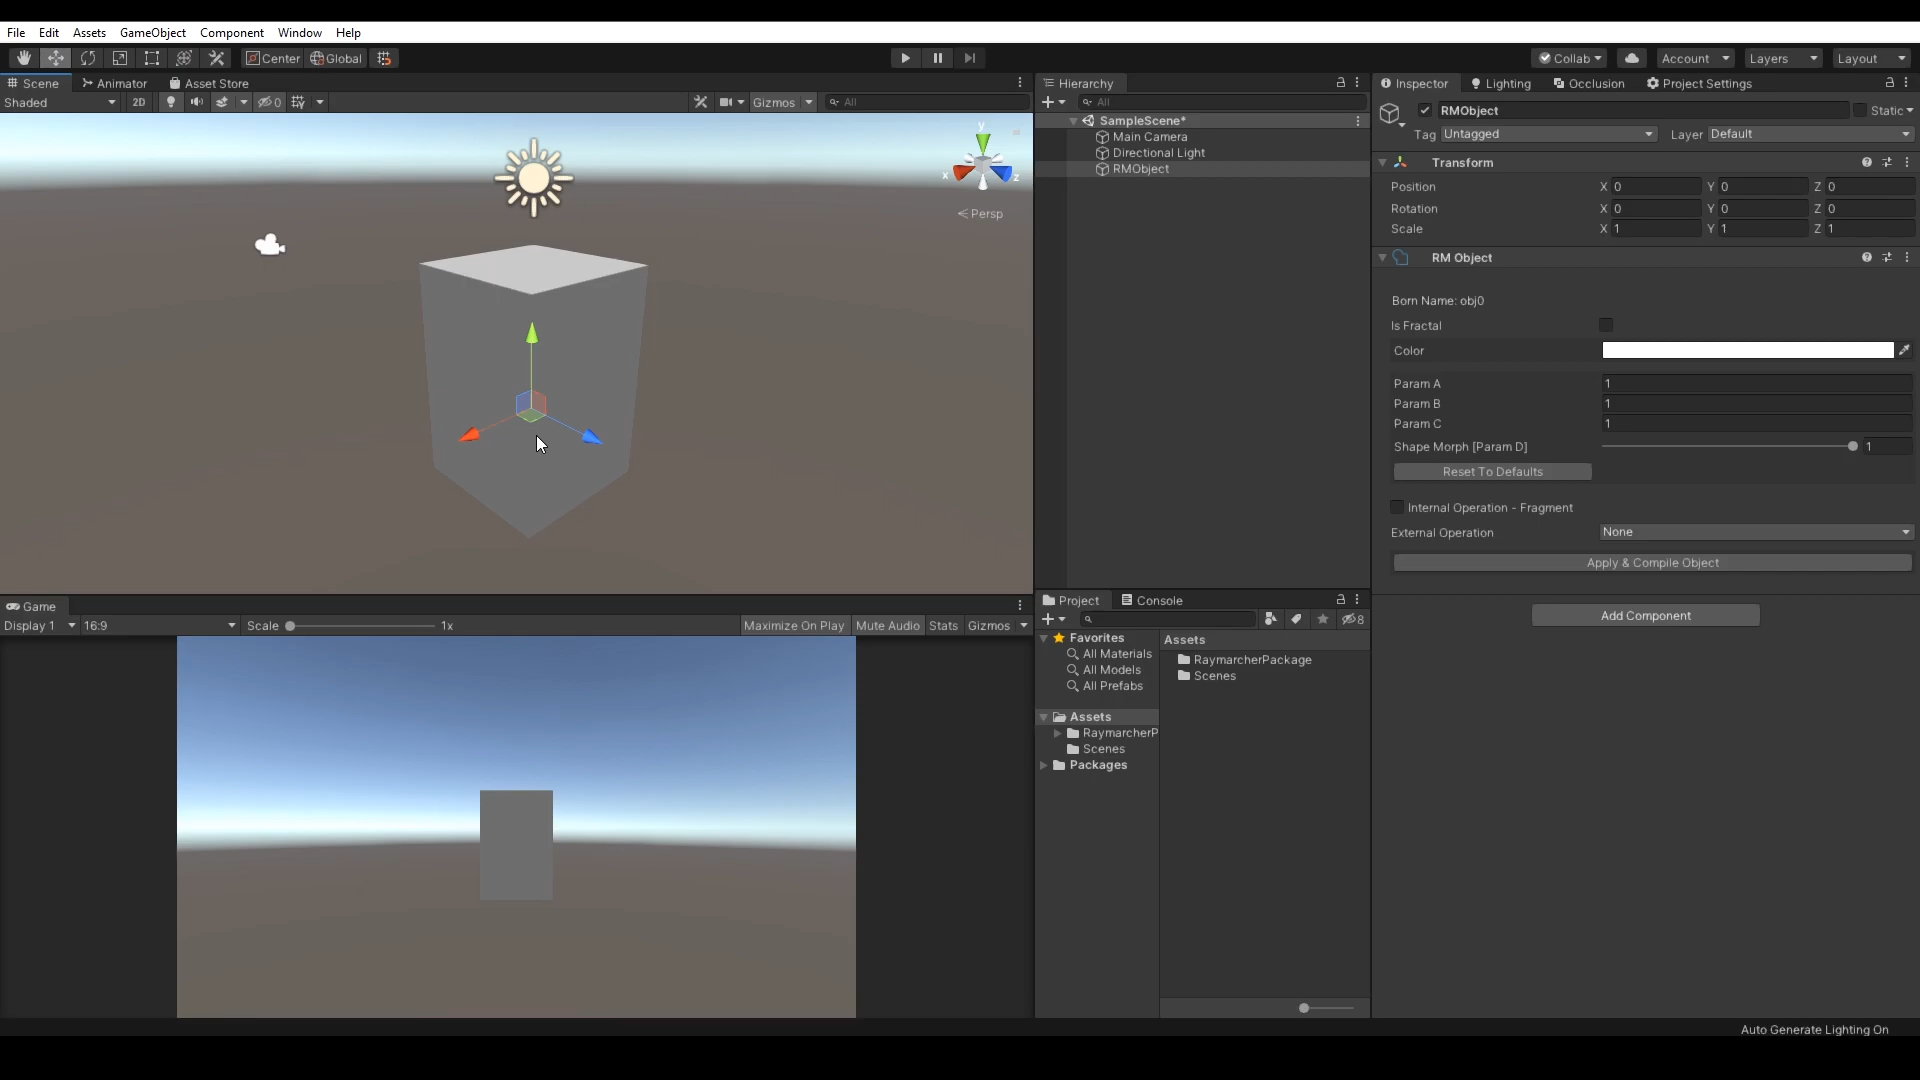 File Edit Assets GameObject Component Window Help
Center Global Collab Account Layers Layout
Scene Animator Asset Store
Shaded 2D 0 Gizmos All
y x z
Persp
Game
Display 1 16:9 Scale 1x Maximize On Play Mute Audio Stats Gizmos
Hierarchy
All
SampleScene*
Main Camera
Directional Light
RMObject
Project Console
8
Favorites
All Materials
All Models
All Prefabs
Assets
RaymarcherP
Scenes
Packages
Assets
RaymarcherPackage
Scenes
Inspector Lighting Occlusion Project Settings
RMObject Static
Tag Untagged Layer Default
Transform
Position X 0 Y 0 Z 0
Rotation X 0 Y 0 Z 0
Scale X 1 Y 1 Z 1
RM Object
Born Name: obj0
Is Fractal
Color
Param A 1
Param B 1
Param C 1
Shape Morph [Param D] 1
Reset To Defaults
Internal Operation - Fragment
External Operation None
Apply & Compile Object
Add Component
Auto Generate Lighting On